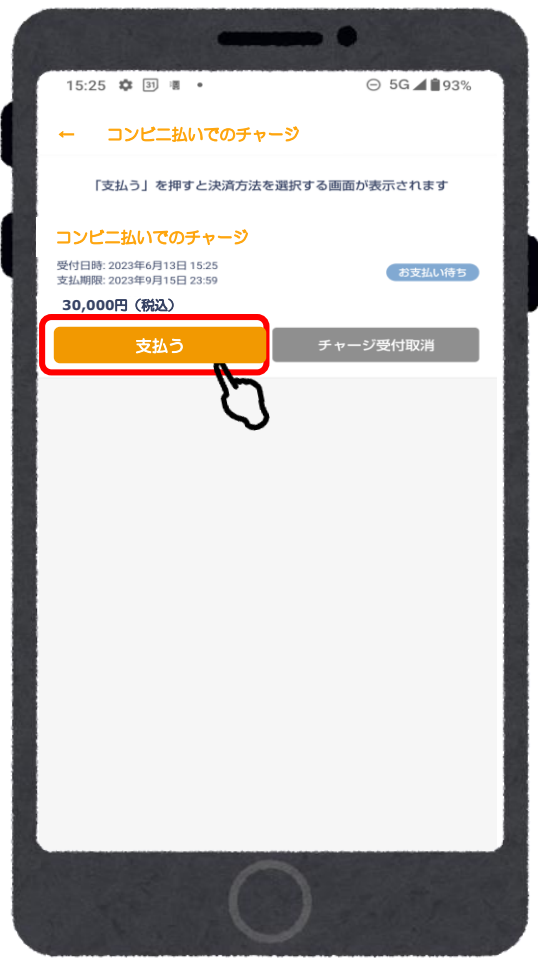 15:25 31 5G 93%
← コンビニ払いでのチャージ
「支払う」を押すと決済方法を選択する画面が表示されます
コンビニ払いでのチャージ
受付日時: 2023年6月13日 15:25
支払期限: 2023年9月15日 23:59
お支払い待ち
30,000円（税込）
支払う
チャージ受付取消